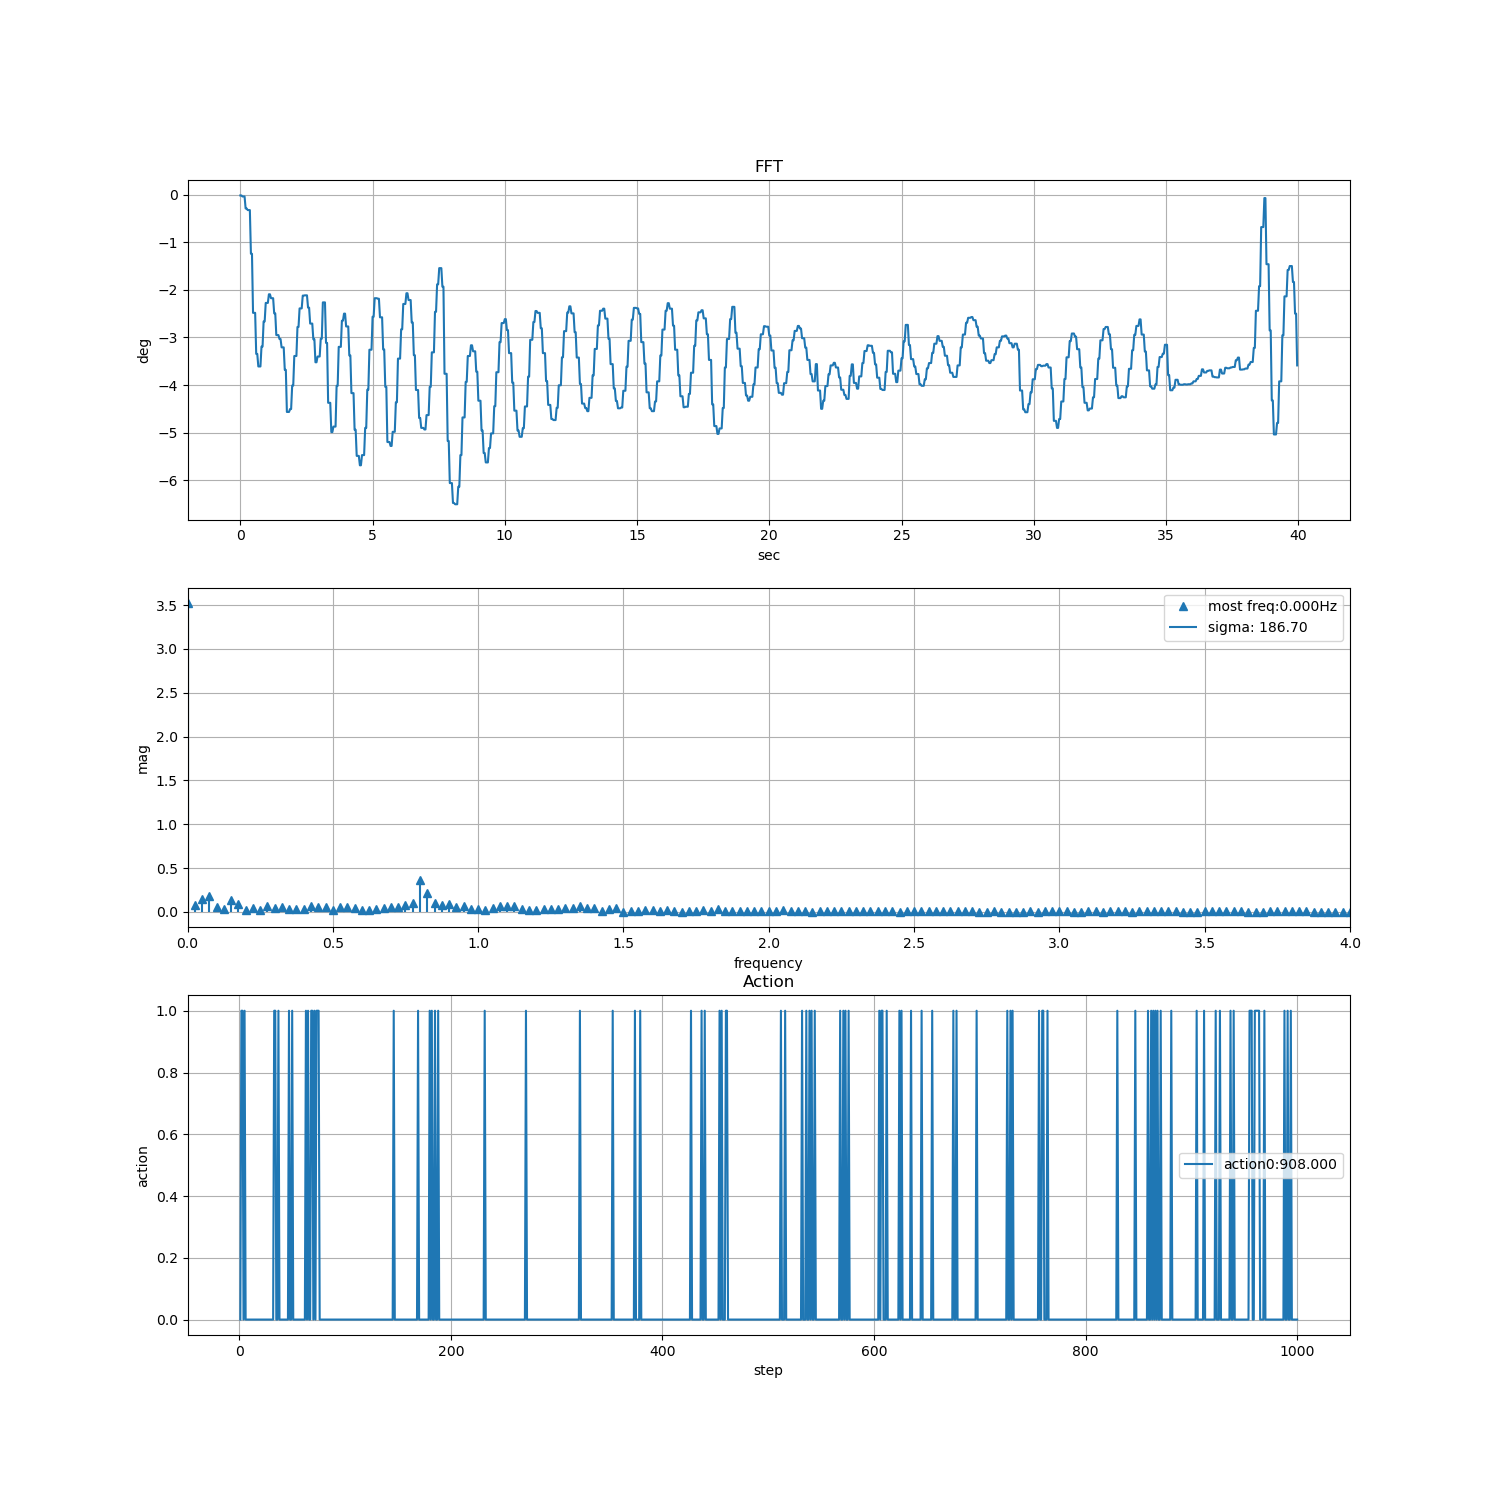 FFT
0
−1
−2
−3
−4
−5
−6
deg
0 5 10 15 20 25 30 35 40
sec
most freq:0.000Hz
sigma: 186.70
3.5
3.0
2.5
2.0
1.5
1.0
0.5
0.0
mag
0.0 0.5 1.0 1.5 2.0 2.5 3.0 3.5 4.0
frequency
Action
1.0
0.8
0.6
0.4
0.2
0.0
action
action0:908.000
0 200 400 600 800 1000
step